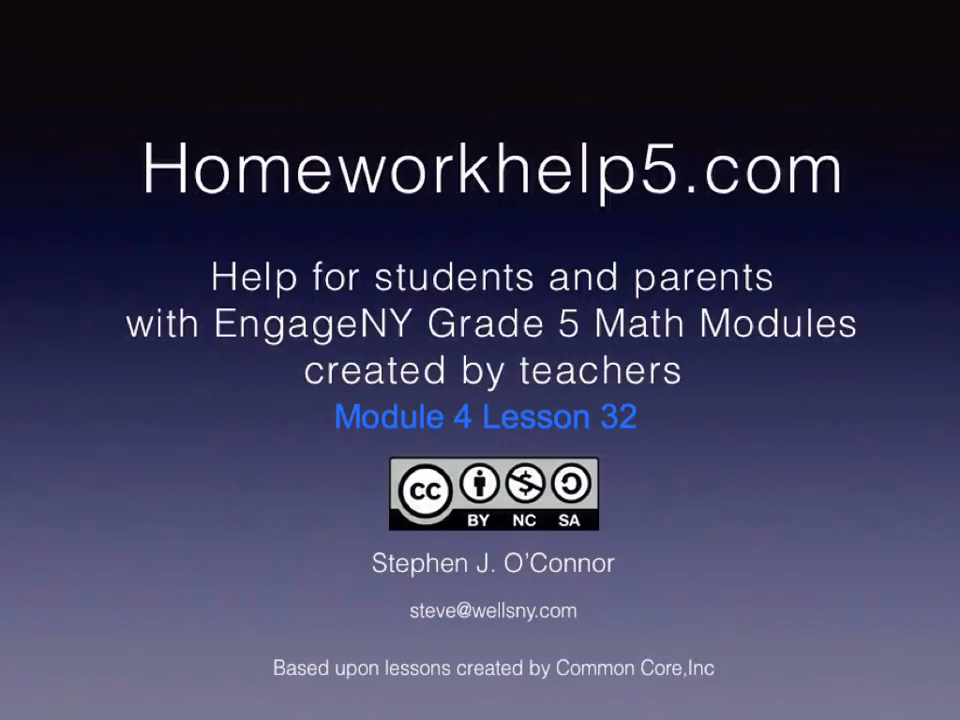 Homeworkhelp5.com
Help for students and parents
with EngageNY Grade 5 Math Modules
created by teachers
Module 4 Lesson 32
cc
BY NC SA
Stephen J. O'Connor
steve@wellsny.com
Based upon lessons created by Common Core,Inc